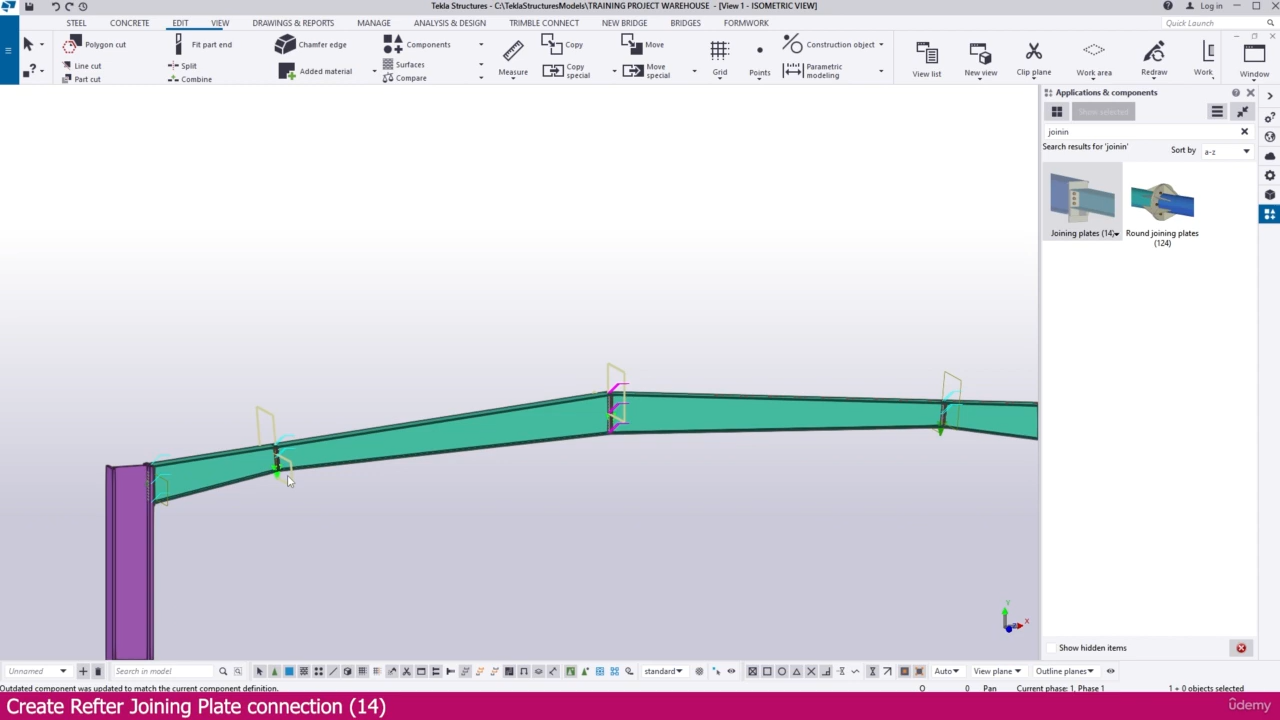 Tekla Structures - C:\TeklaStructuresModels\TRAINING PROJECT WAREHOUSE - [View 1 - ISOMETRIC VIEW]
Log in
STEEL CONCRETE EDIT VIEW DRAWINGS & REPORTS MANAGE ANALYSIS & DESIGN TRIMBLE CONNECT NEW BRIDGE BRIDGES FORMWORK
Quick Launch
Polygon cut
Line cut
Part cut
Fit part end
Split
Combine
Chamfer edge
Added material
Components
Surfaces
Compare
Measure
Copy
Copy special
Move
Move special
Grid
Points
Construction object
Parametric modeling
View list
New view
Clip plane
Work area
Redraw
Work
Window
Applications & components
Show selected
joinin
Search results for 'joinin'
Sort by
a-z
Joining plates (14)
Round joining plates (124)
Y
X
Show hidden items
Unnamed
Search in model
standard
Auto
View plane
Outline planes
Outdated component was updated to match the current component definition.
O
0
Pan
Current phase: 1, Phase 1
1 + 0 objects selected
Create Refter Joining Plate connection (14)
ûdemy